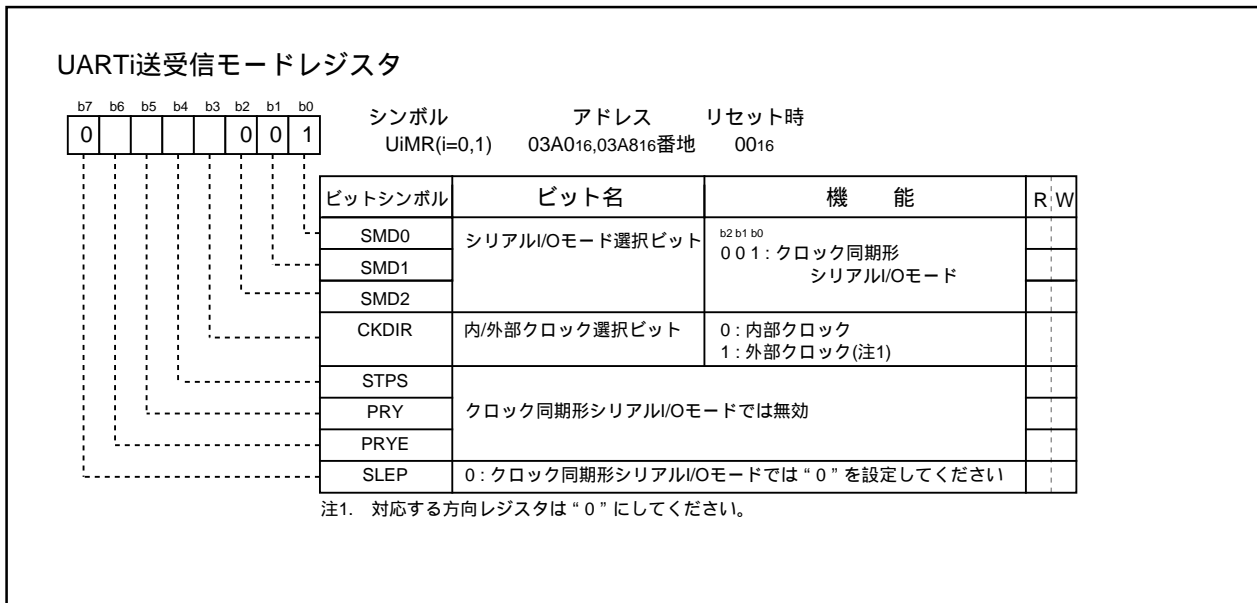 UARTi送受信モードレジスタ
b7 b6 b5 b4 b3 b2 b1 b0
0 0 0 1
シンボル アドレス リセット時
UiMR(i=0,1) 03A016,03A816番地 0016
ビットシンボル ビット名 機 能 R W
SMD0 シリアルI/Oモード選択ビット b2 b1 b0
0 0 1 : クロック同期形
SMD1 シリアルI/Oモード
SMD2
CKDIR 内/外部クロック選択ビット 0 : 内部クロック
1 : 外部クロック(注1)
STPS
PRY クロック同期形シリアルI/Oモードでは無効
PRYE
SLEP 0 : クロック同期形シリアルI/Oモードでは “ 0 ” を設定してください
注1. 対応する方向レジスタは “ 0 ” にしてください。